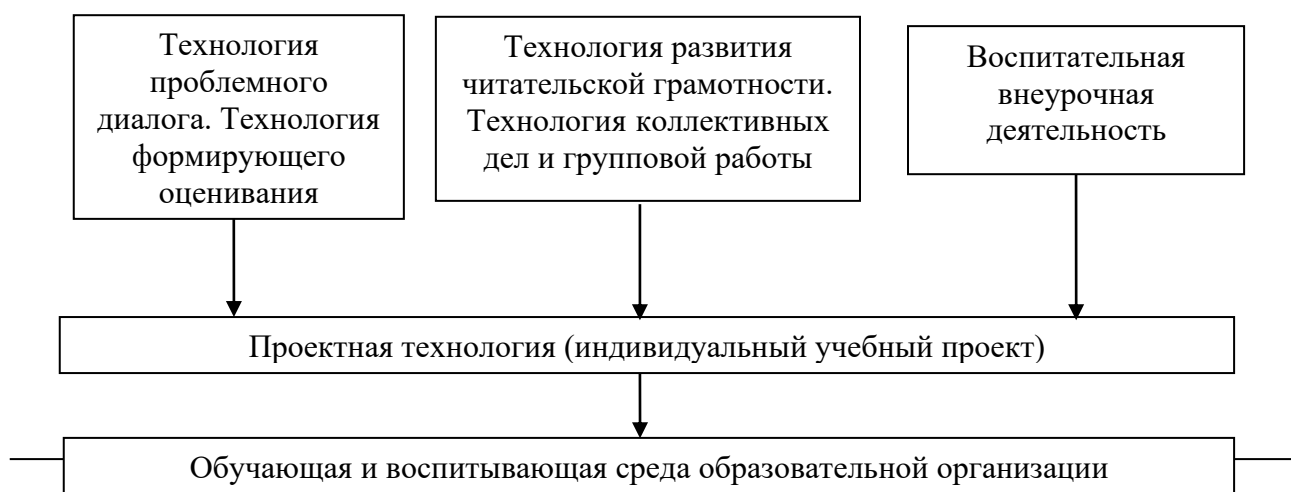 Технология
проблемного
диалога. Технология
формирующего
оценивания
Технология развития
читательской грамотности.
Технология коллективных
дел и групповой работы
Воспитательная
внеурочная
деятельность
Проектная технология (индивидуальный учебный проект)
Обучающая и воспитывающая среда образовательной организации